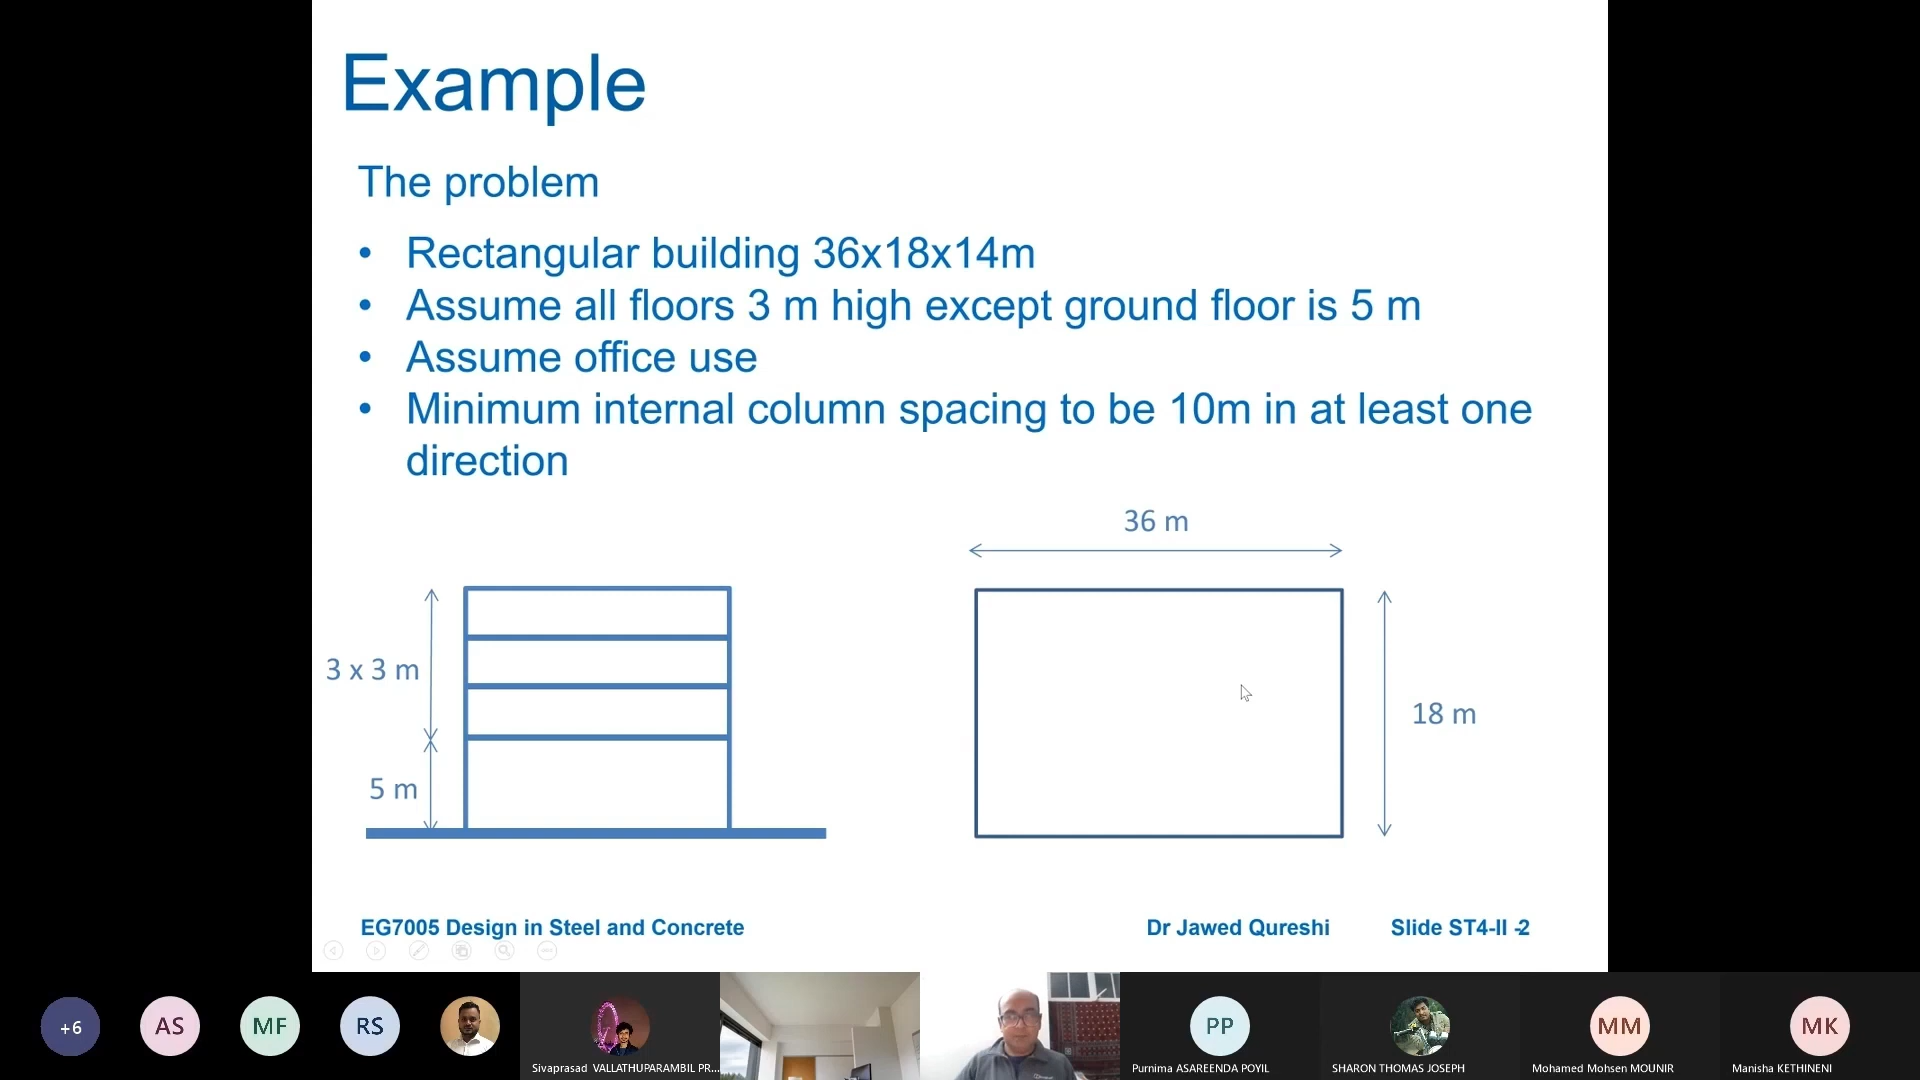 Example
The problem
• Rectangular building 36x18x14m
• Assume all floors 3 m high except ground floor is 5 m
• Assume office use
• Minimum internal column spacing to be 10m in at least one
direction
36 m
3 x 3 m
5 m
18 m
EG7005 Design in Steel and Concrete
Dr Jawed Qureshi
Slide ST4-II -2
+6
AS
MF
RS
PP
MM
MK
Sivaprasad VALLATHUPARAMBIL PR...
Purnima ASAREENDA POYIL
SHARON THOMAS JOSEPH
Mohamed Mohsen MOUNIR
Manisha KETHINENI